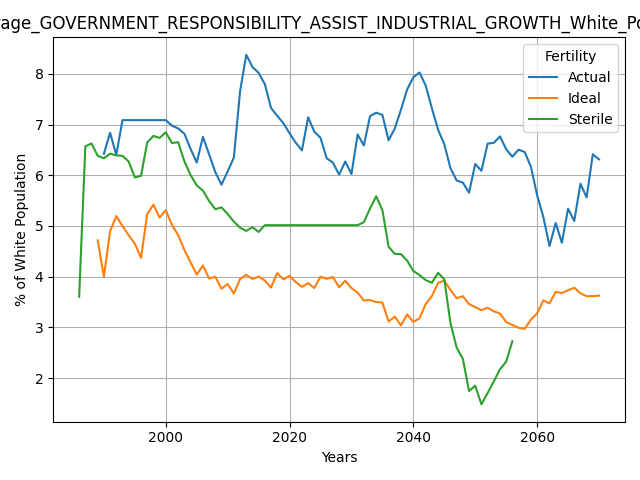 rage_GOVERNMENT_RESPONSIBILITY_ASSIST_INDUSTRIAL_GROWTH_White_Po
Fertility
Actual
Ideal
Sterile
% of White Population
8
7
6
5
4
3
2
2000
2020
2040
2060
Years